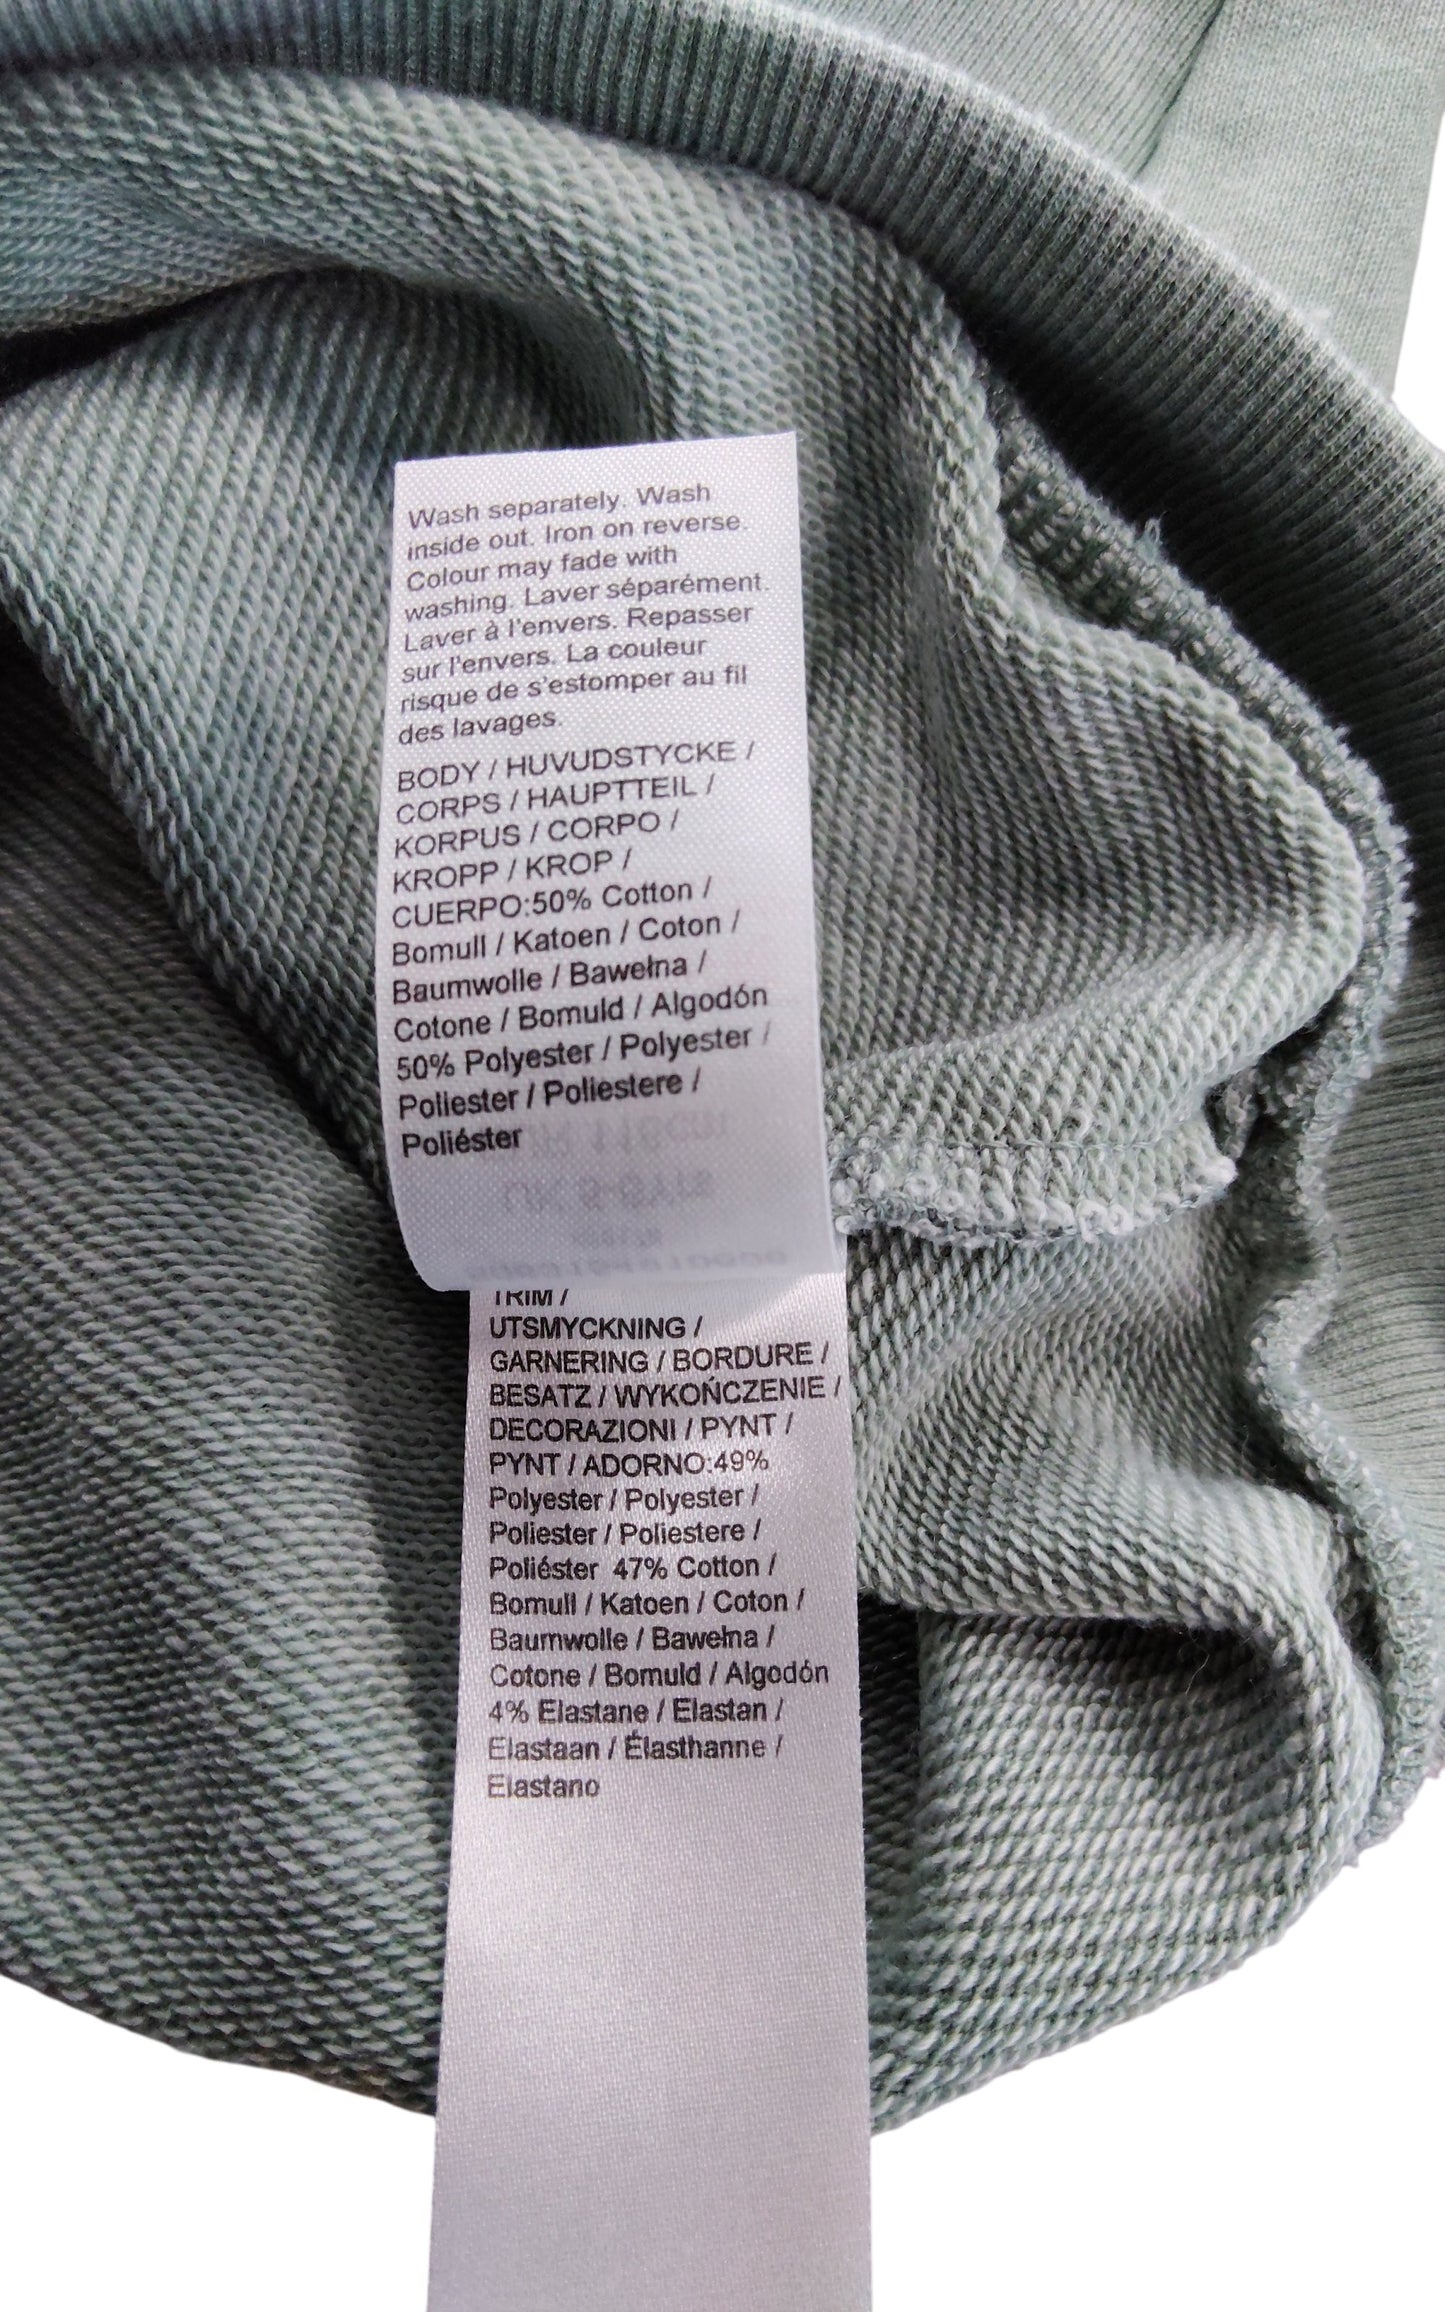 Wash separately. Wash
inside out. Iron on reverse.
Colour may fade with
washing. Laver séparément.
Laver à l'envers. Repasser
sur l'envers. La couleur
risque de s'estomper au fil
des lavages.
BODY / HUVUDSTYCKE /
CORPS / HAUPTTEIL /
KORPUS / CORPO /
KROPP / KROP /
CUERPO:50% Cotton /
Bomull / Katoen / Coton /
Baumwolle / Bawełna /
Cotone / Bomuld / Algodón
50% Polyester / Polyester /
Poliester / Poliestere /
Poliéster
TRIM /
UTSMYCKNING /
GARNERING / BORDURE /
BESATZ / WYKOŃCZENIE /
DECORAZIONI / PYNT /
PYNT / ADORNO:49%
Polyester / Polyester /
Poliester / Poliestere /
Poliéster 47% Cotton /
Bomull / Katoen / Coton /
Baumwolle / Bawełna /
Cotone / Bomuld / Algodón
4% Elastane / Elastan /
Elastaan / Élasthanne /
Elastano